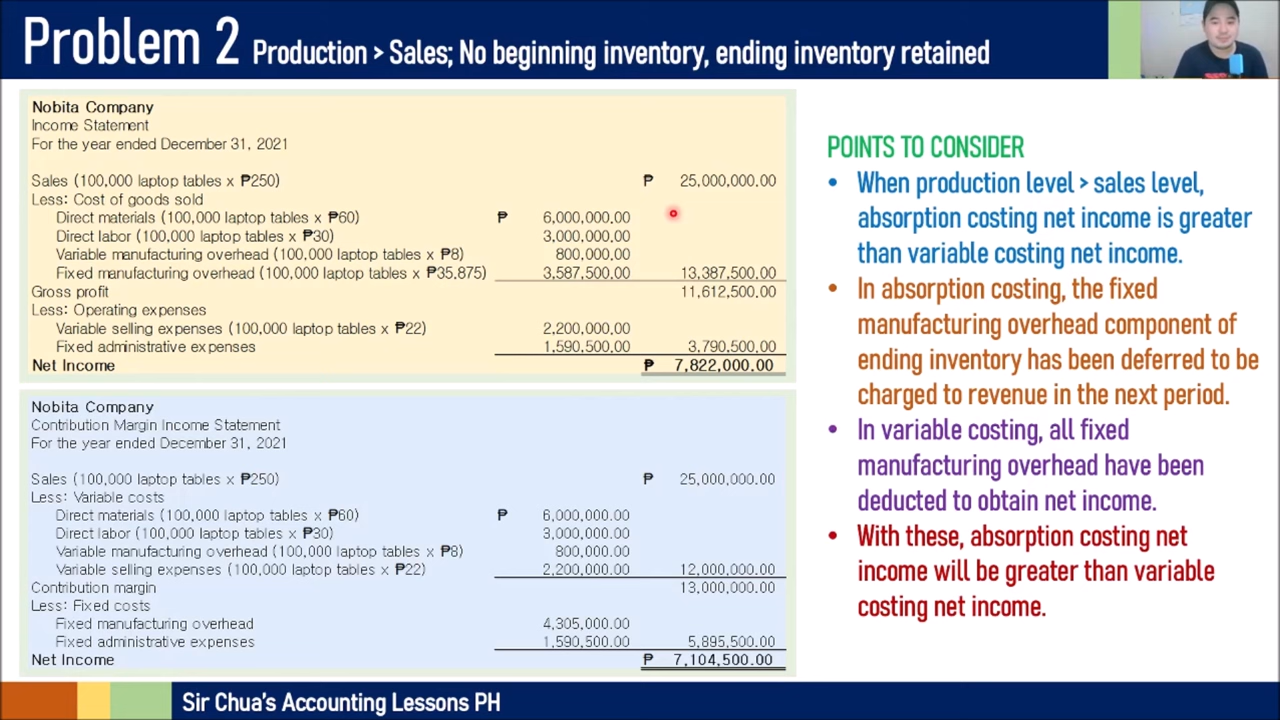 Problem 2 Production > Sales; No beginning inventory, ending inventory retained
Nobita Company
Income Statement
For the year ended December 31, 2021
Sales (100,000 laptop tables x ₱250) ₱ 25,000,000.00
Less: Cost of goods sold
Direct materials (100,000 laptop tables x ₱60) ₱ 6,000,000.00
Direct labor (100,000 laptop tables x ₱30) 3,000,000.00
Variable manufacturing overhead (100,000 laptop tables x ₱8) 800,000.00
Fixed manufacturing overhead (100,000 laptop tables x ₱35.875) 3,587,500.00 13,387,500.00
Gross profit 11,612,500.00
Less: Operating expenses
Variable selling expenses (100,000 laptop tables x ₱22) 2,200,000.00
Fixed administrative expenses 1,590,500.00 3,790,500.00
Net Income ₱ 7,822,000.00
Nobita Company
Contribution Margin Income Statement
For the year ended December 31, 2021
Sales (100,000 laptop tables x ₱250) ₱ 25,000,000.00
Less: Variable costs
Direct materials (100,000 laptop tables x ₱60) ₱ 6,000,000.00
Direct labor (100,000 laptop tables x ₱30) 3,000,000.00
Variable manufacturing overhead (100,000 laptop tables x ₱8) 800,000.00
Variable selling expenses (100,000 laptop tables x ₱22) 2,200,000.00 12,000,000.00
Contribution margin 13,000,000.00
Less: Fixed costs
Fixed manufacturing overhead 4,305,000.00
Fixed administrative expenses 1,590,500.00 5,895,500.00
Net Income ₱ 7,104,500.00
POINTS TO CONSIDER
• When production level > sales level,
absorption costing net income is greater
than variable costing net income.
• In absorption costing, the fixed
manufacturing overhead component of
ending inventory has been deferred to be
charged to revenue in the next period.
• In variable costing, all fixed
manufacturing overhead have been
deducted to obtain net income.
• With these, absorption costing net
income will be greater than variable
costing net income.
Sir Chua's Accounting Lessons PH